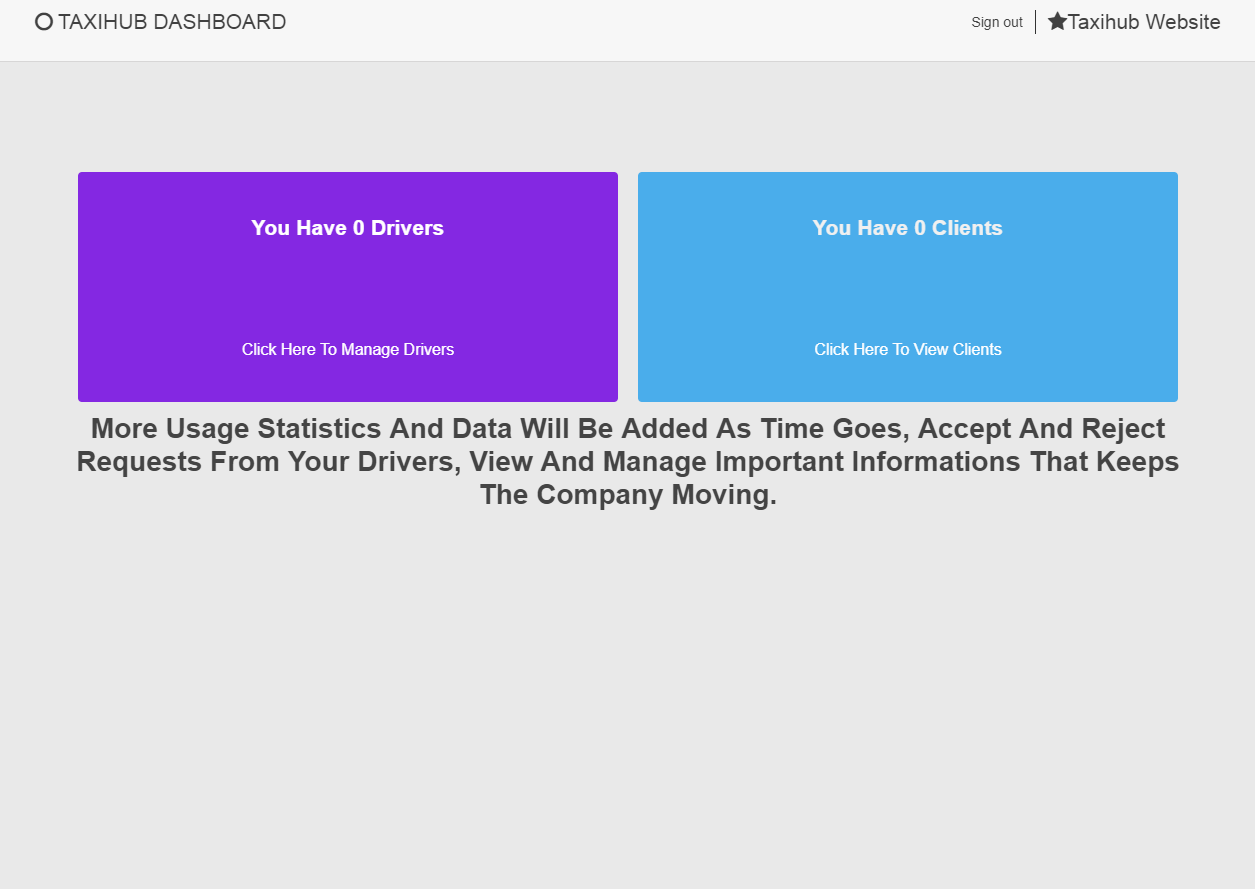 TAXIHUB DASHBOARD
Sign out
Taxihub Website
You Have 0 Drivers
Click Here To Manage Drivers
You Have 0 Clients
Click Here To View Clients
More Usage Statistics And Data Will Be Added As Time Goes, Accept And Reject
Requests From Your Drivers, View And Manage Important Informations That Keeps
The Company Moving.